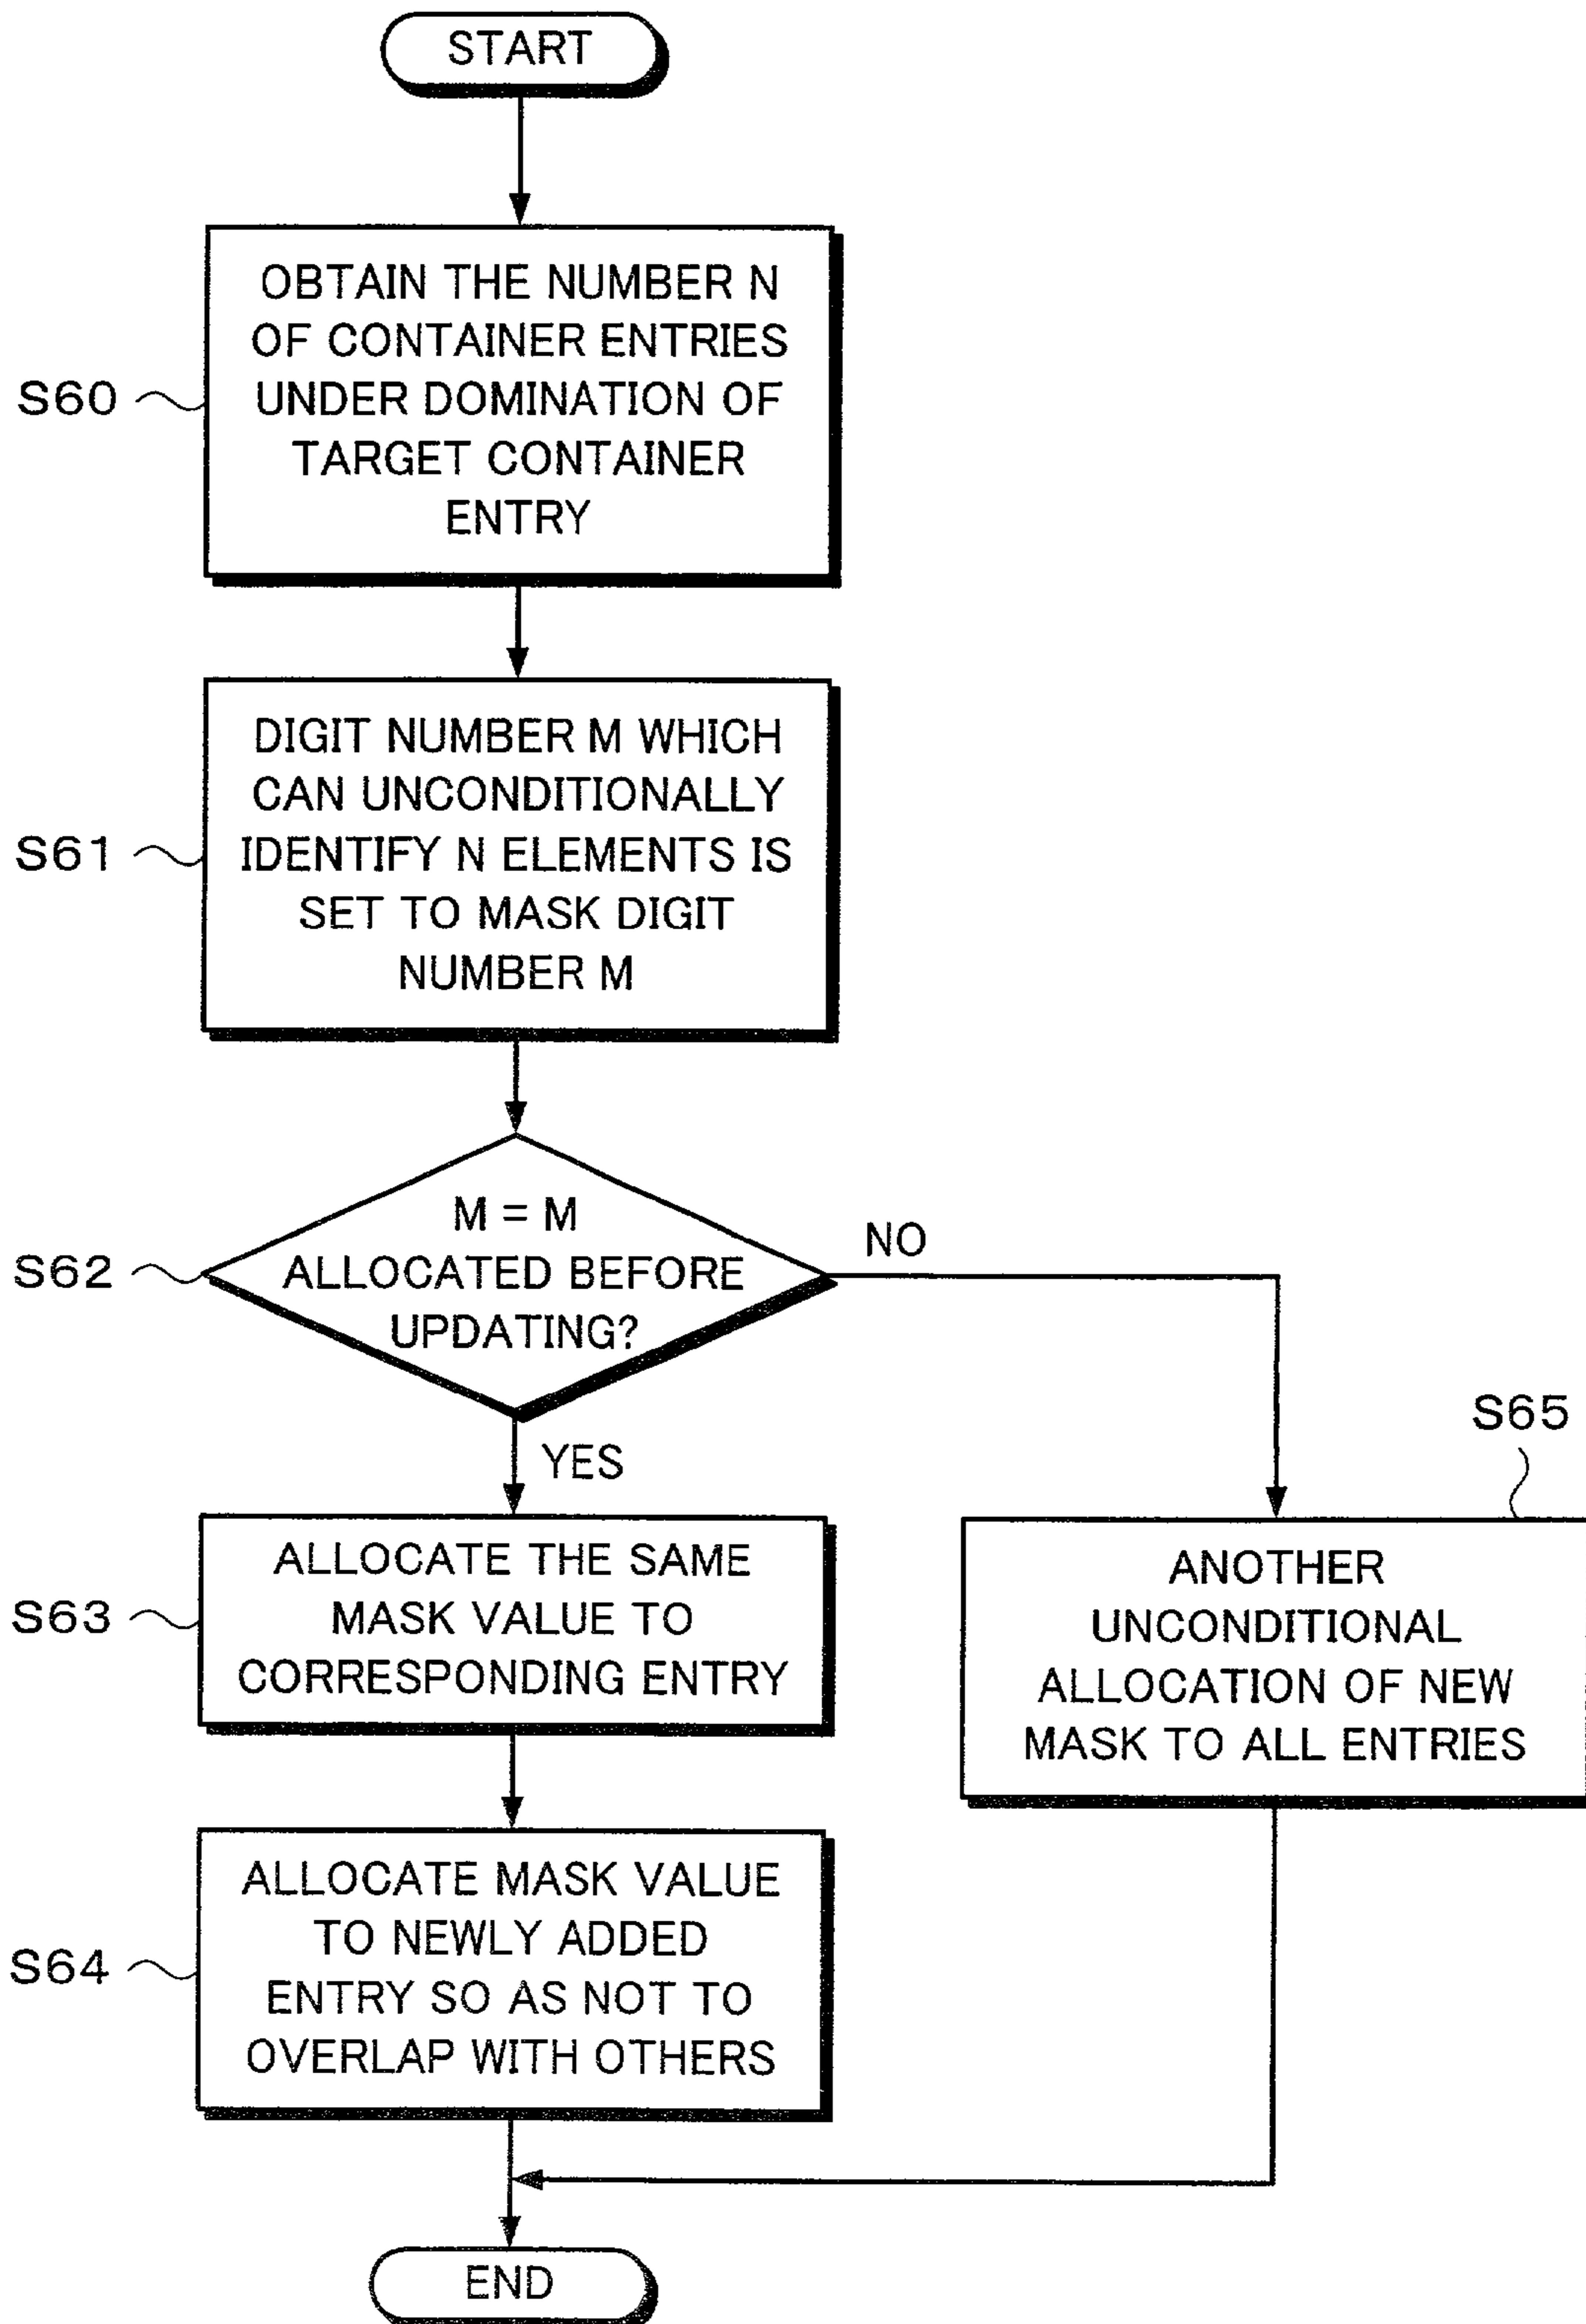 START
S60
OBTAIN THE NUMBER N
OF CONTAINER ENTRIES
UNDER DOMINATION OF
TARGET CONTAINER
ENTRY
S61
DIGIT NUMBER M WHICH
CAN UNCONDITIONALLY
IDENTIFY N ELEMENTS IS
SET TO MASK DIGIT
NUMBER M
S62
M = M
ALLOCATED BEFORE
UPDATING?
NO
YES
S63
ALLOCATE THE SAME
MASK VALUE TO
CORRESPONDING ENTRY
S65
ANOTHER
UNCONDITIONAL
ALLOCATION OF NEW
MASK TO ALL ENTRIES
S64
ALLOCATE MASK VALUE
TO NEWLY ADDED
ENTRY SO AS NOT TO
OVERLAP WITH OTHERS
END